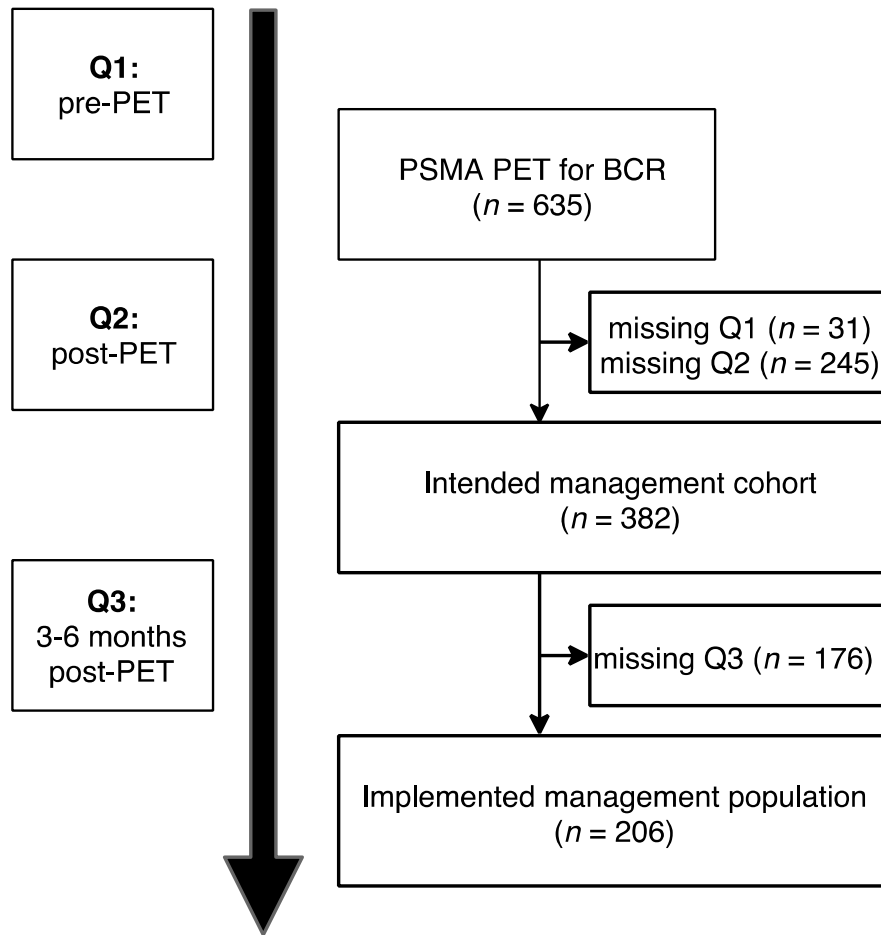 Q1:
pre-PET
PSMA PET for BCR
(n = 635)
Q2:
post-PET
missing Q1 (n = 31)
missing Q2 (n = 245)
Intended management cohort
(n = 382)
Q3:
3-6 months
post-PET
missing Q3 (n = 176)
Implemented management population
(n = 206)